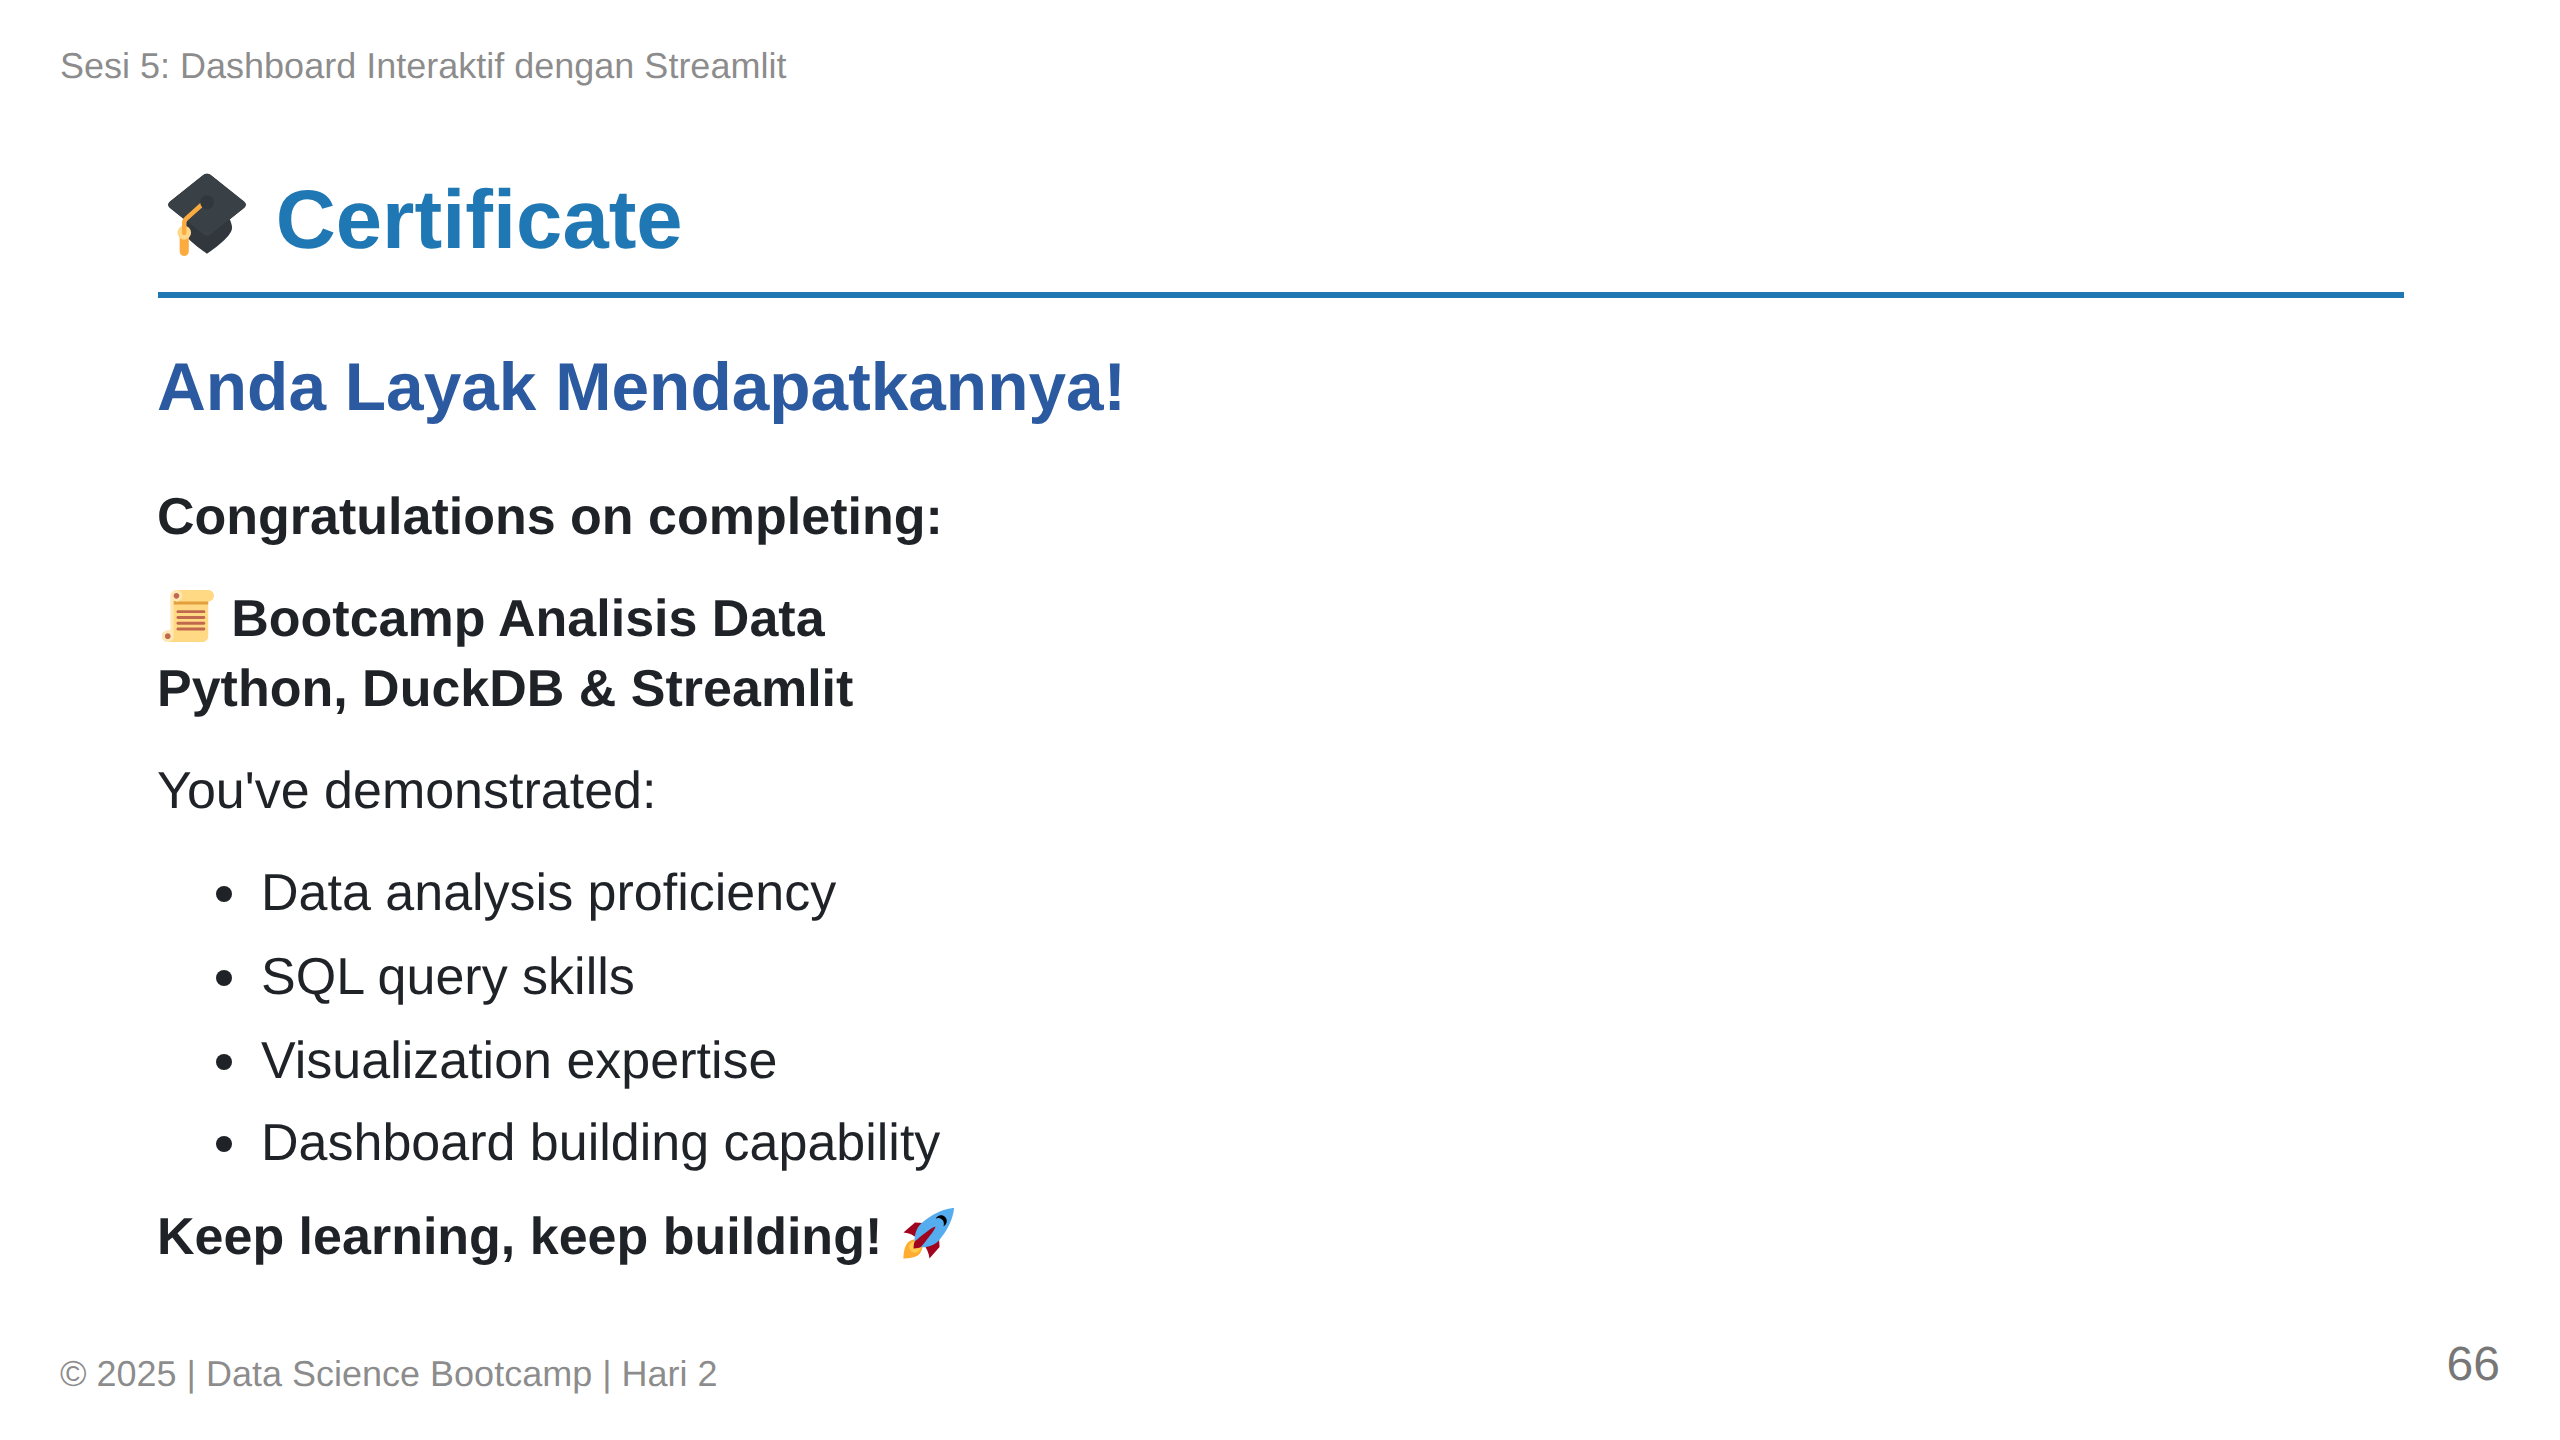 Sesi 5: Dashboard Interaktif dengan Streamlit
🎓 Certificate
Anda Layak Mendapatkannya!
Congratulations on completing:
📜 Bootcamp Analisis Data
Python, DuckDB & Streamlit
You've demonstrated:
• Data analysis proficiency
• SQL query skills
• Visualization expertise
• Dashboard building capability
Keep learning, keep building! 🚀
© 2025 | Data Science Bootcamp | Hari 2
66